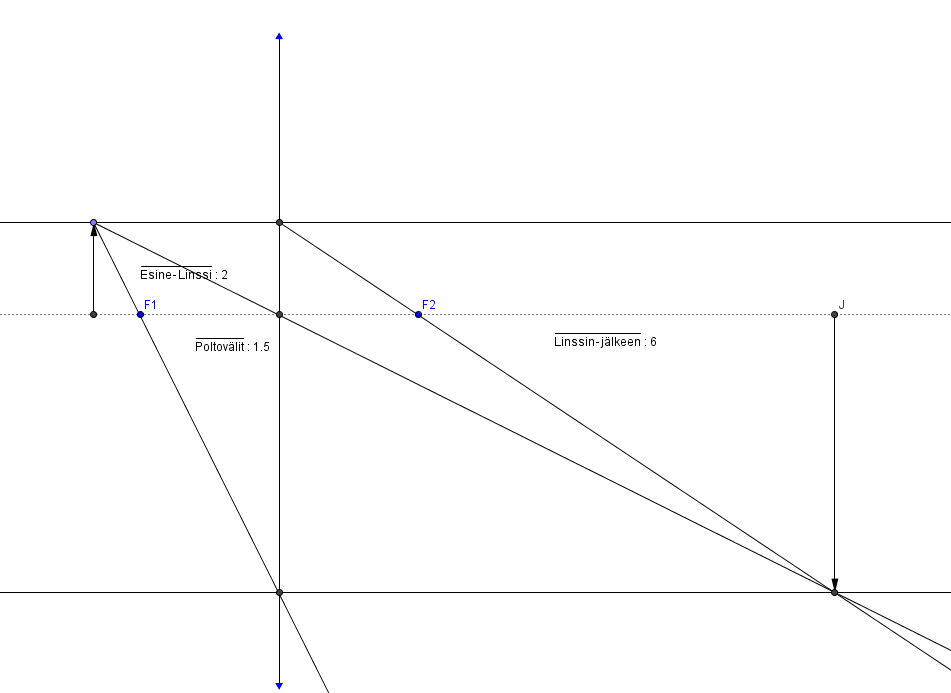 Esine-Linssi : 2
F1
F2
J
Poltovälit : 1.5
Linssin-jälkeen : 6